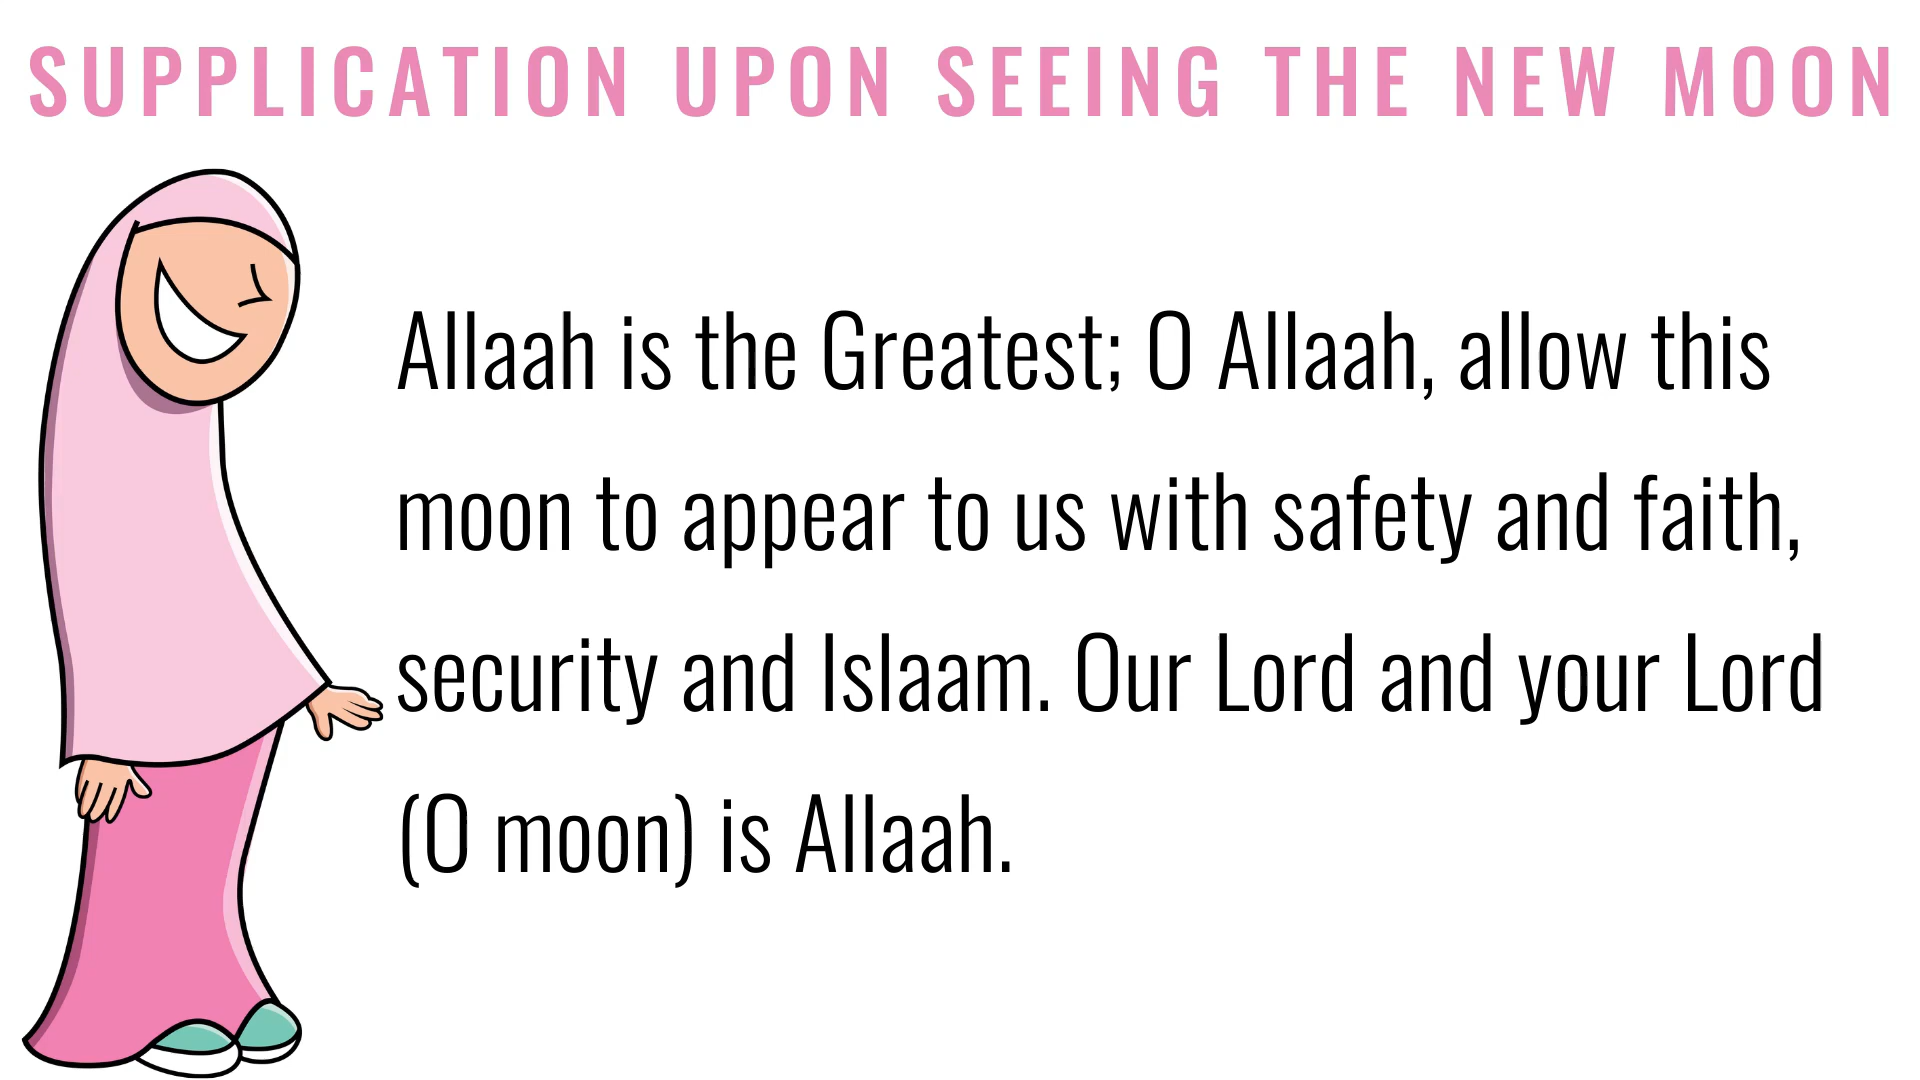 SUPPLICATION UPON SEEING THE NEW MOON
Allaah is the Greatest; O Allaah, allow this
moon to appear to us with safety and faith,
security and Islaam. Our Lord and your Lord
(O moon) is Allaah.